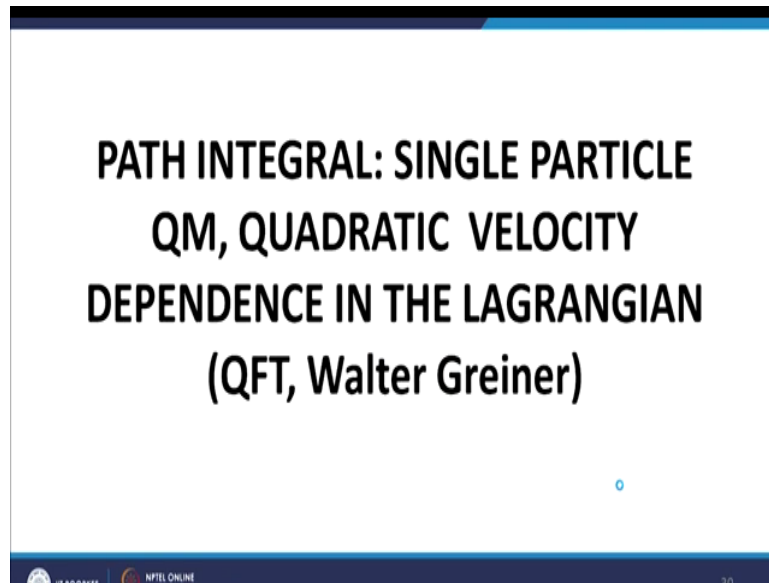 PATH INTEGRAL: SINGLE PARTICLE
QM, QUADRATIC VELOCITY
DEPENDENCE IN THE LAGRANGIAN
(QFT, Walter Greiner)
NPTEL ONLINE